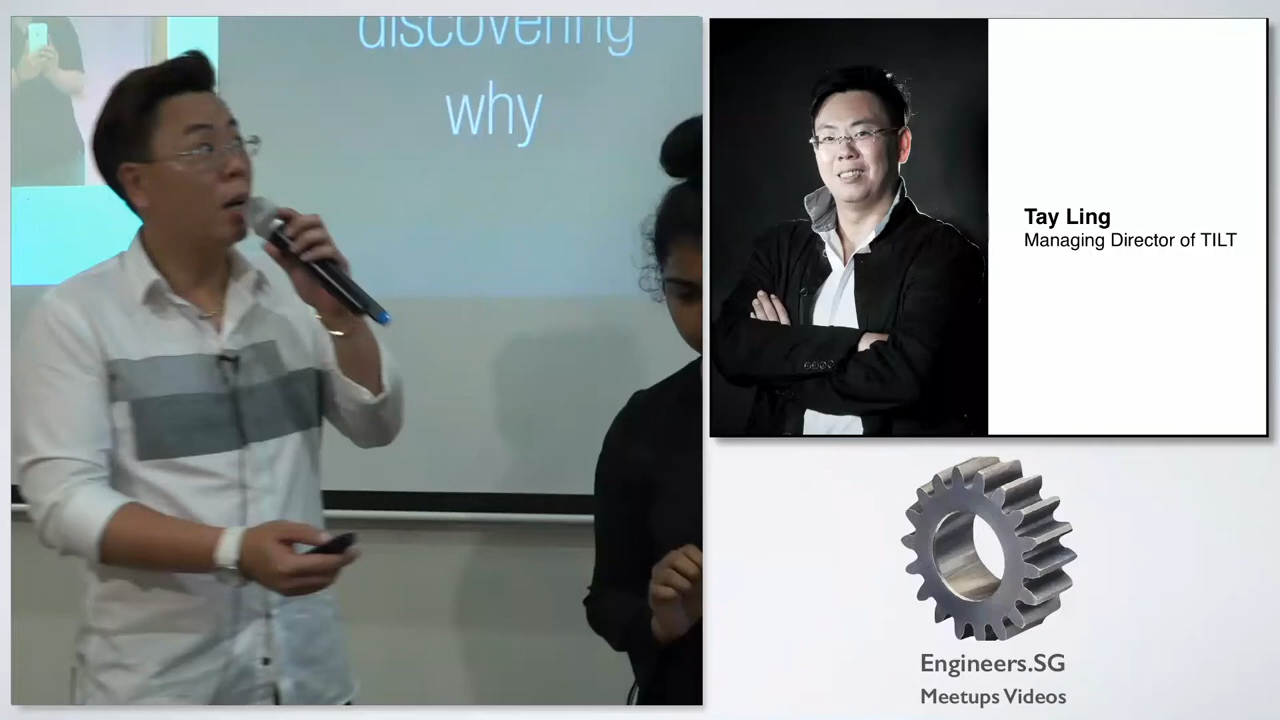 discovering
why
Tay Ling
Managing Director of TILT
Engineers.SG
Meetups Videos